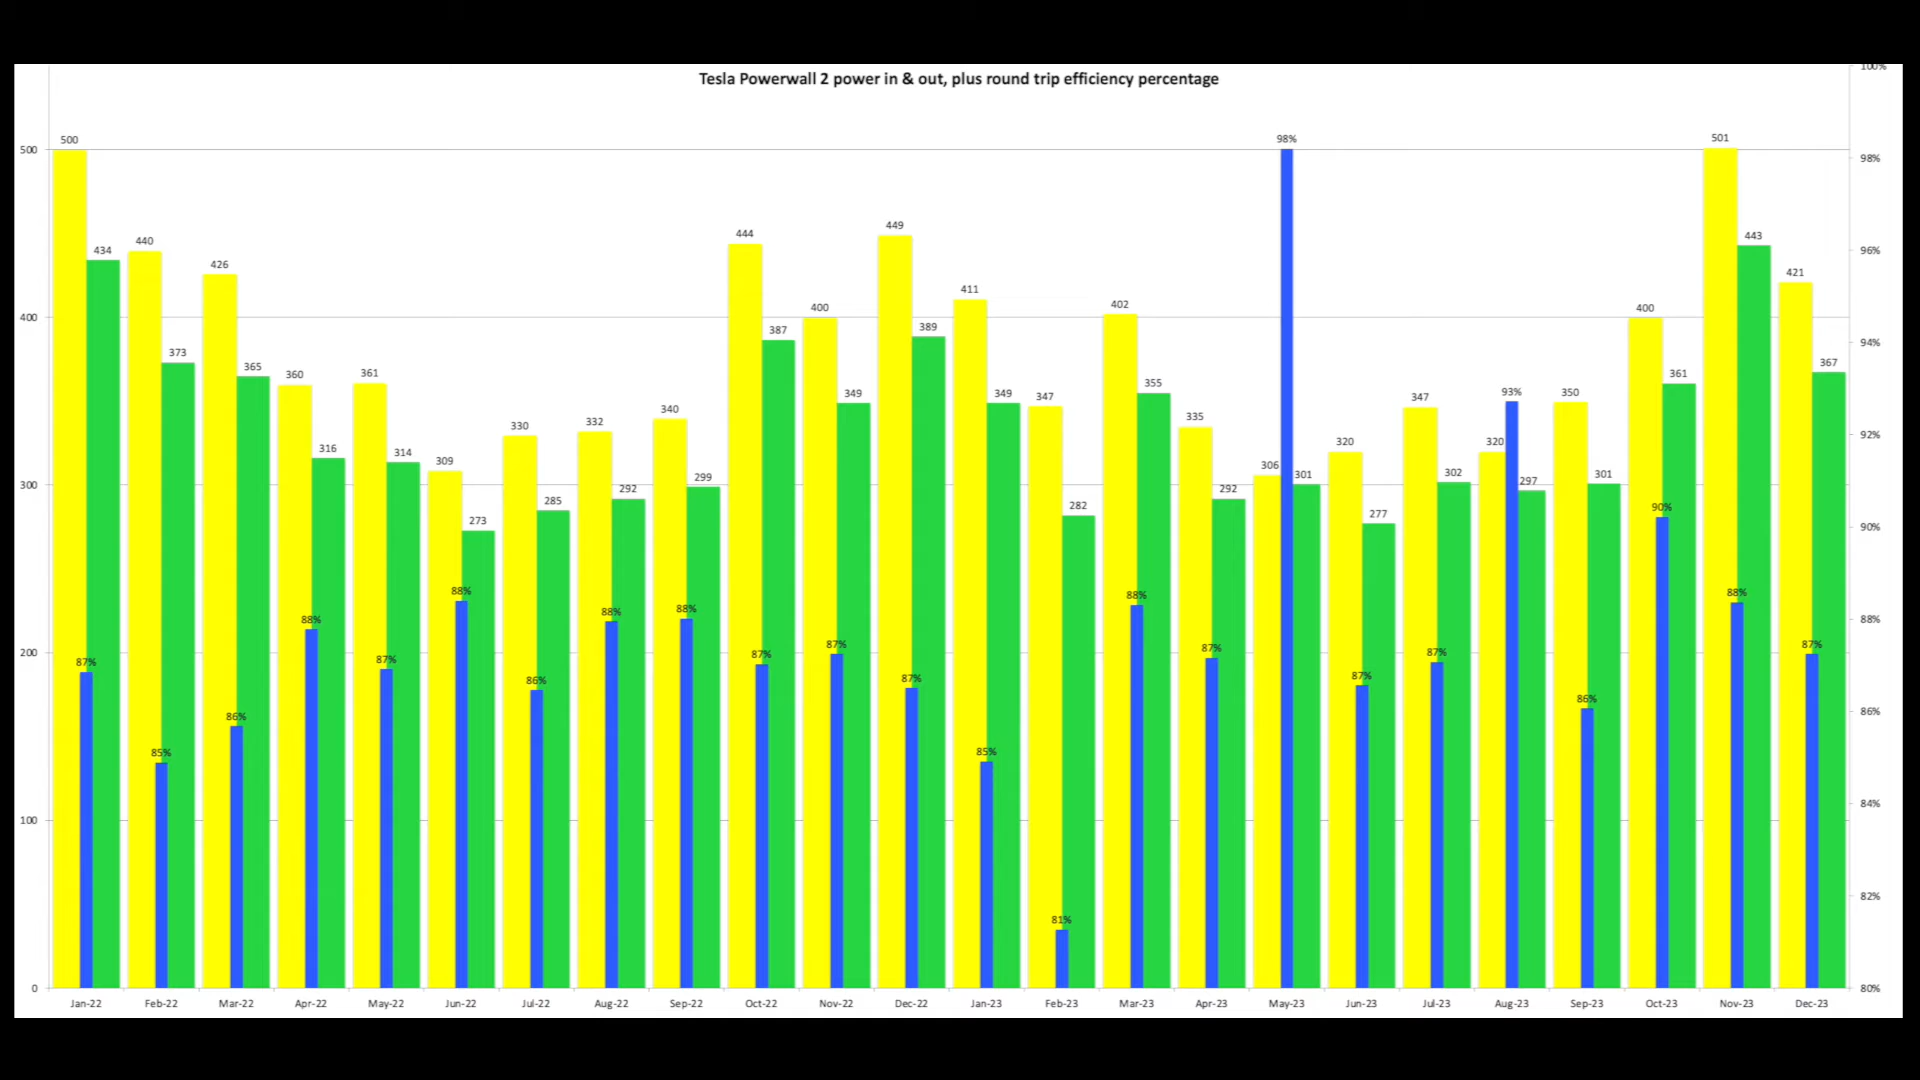 Tesla Powerwall 2 power in & out, plus round trip efficiency percentage
100%
500 98% 501
500 98%
449
444
440 434 443 96%
426 421
411
402
400 400 400 94%
389
387
373 365 367
360 361 361
347 349 349 355 347 93% 350
340
330 332 335 92%
316 314 320 320
309 306
300 292 299 292 301 302 297 301
285 282
273 277 90% 90%
88% 88% 88% 88% 88% 88% 88%
200 87% 87% 87% 87% 87% 87% 87% 87% 87%
86% 86% 86% 86%
85% 85%
100 84%
82%
81%
0 80%
Jan-22 Feb-22 Mar-22 Apr-22 May-22 Jun-22 Jul-22 Aug-22 Sep-22 Oct-22 Nov-22 Dec-22 Jan-23 Feb-23 Mar-23 Apr-23 May-23 Jun-23 Jul-23 Aug-23 Sep-23 Oct-23 Nov-23 Dec-23